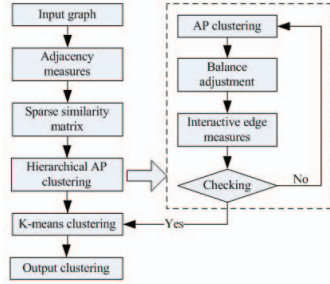 Input graph
Adjacency
measures
Sparse similarity
matrix
Hierarchical AP
clustering
K-means clustering
Output clustering
AP clustering
Balance
adjustment
Interactive edge
measures
Checking
No
Yes